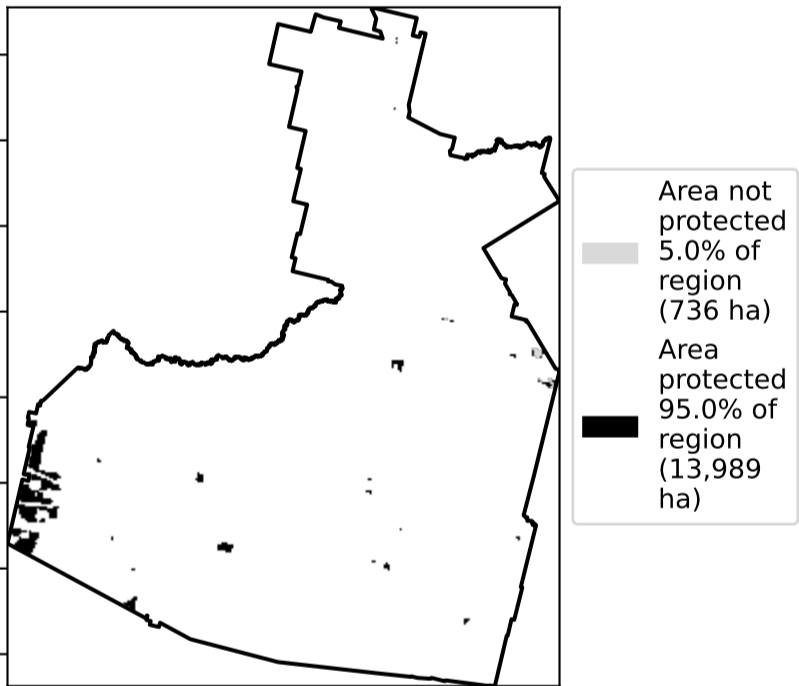 Area not
protected
5.0% of
region
(736 ha)
Area
protected
95.0% of
region
(13,989
ha)